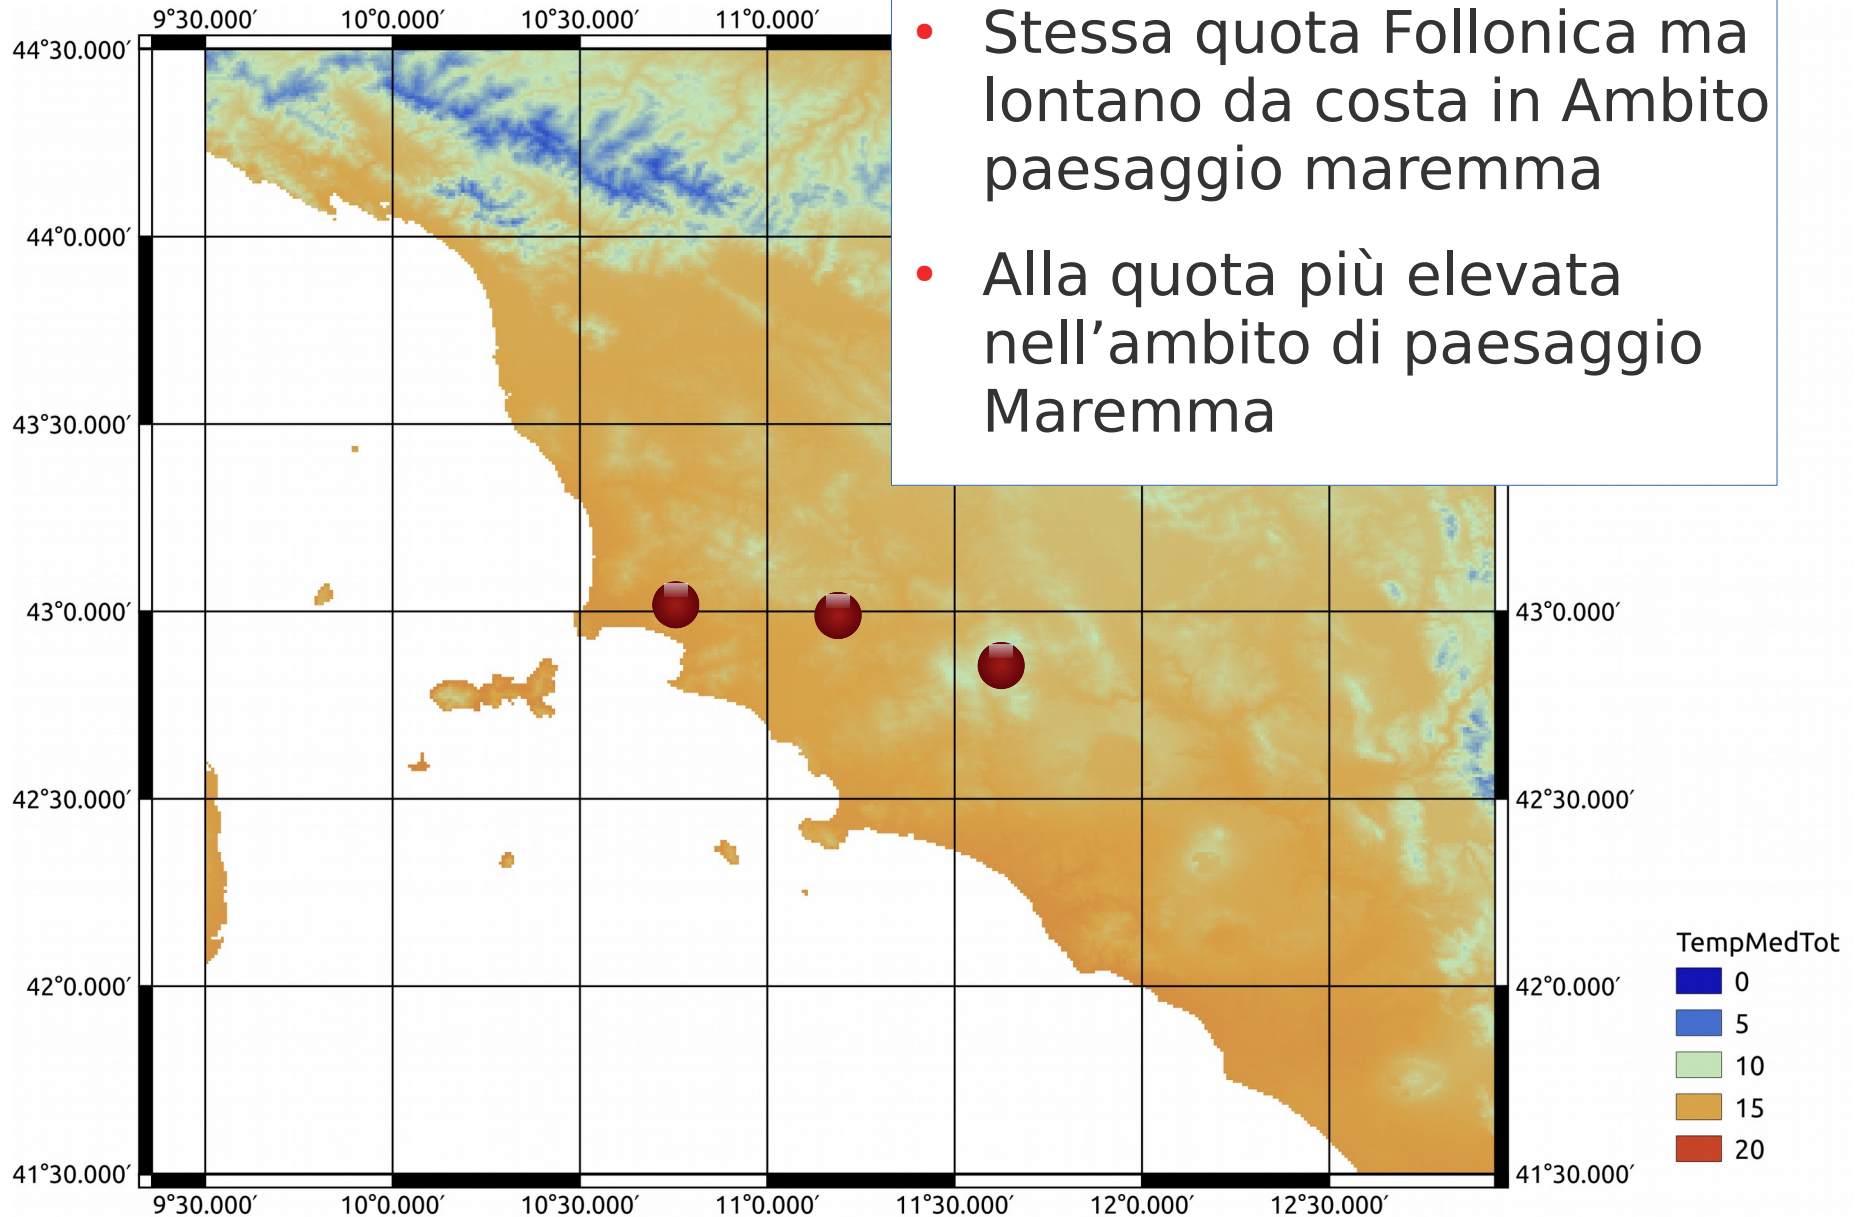 9°30.000′ 10°0.000′ 10°30.000′ 11°0.000′
• Stessa quota Follonica ma
lontano da costa in Ambito
paesaggio maremma
• Alla quota più elevata
nell’ambito di paesaggio
Maremma
44°30.000′
44°0.000′
43°30.000′
43°0.000′ 43°0.000′
42°30.000′ 42°30.000′
42°0.000′ 42°0.000′
41°30.000′ 41°30.000′
9°30.000′ 10°0.000′ 10°30.000′ 11°0.000′ 11°30.000′ 12°0.000′ 12°30.000′
TempMedTot
0
5
10
15
20